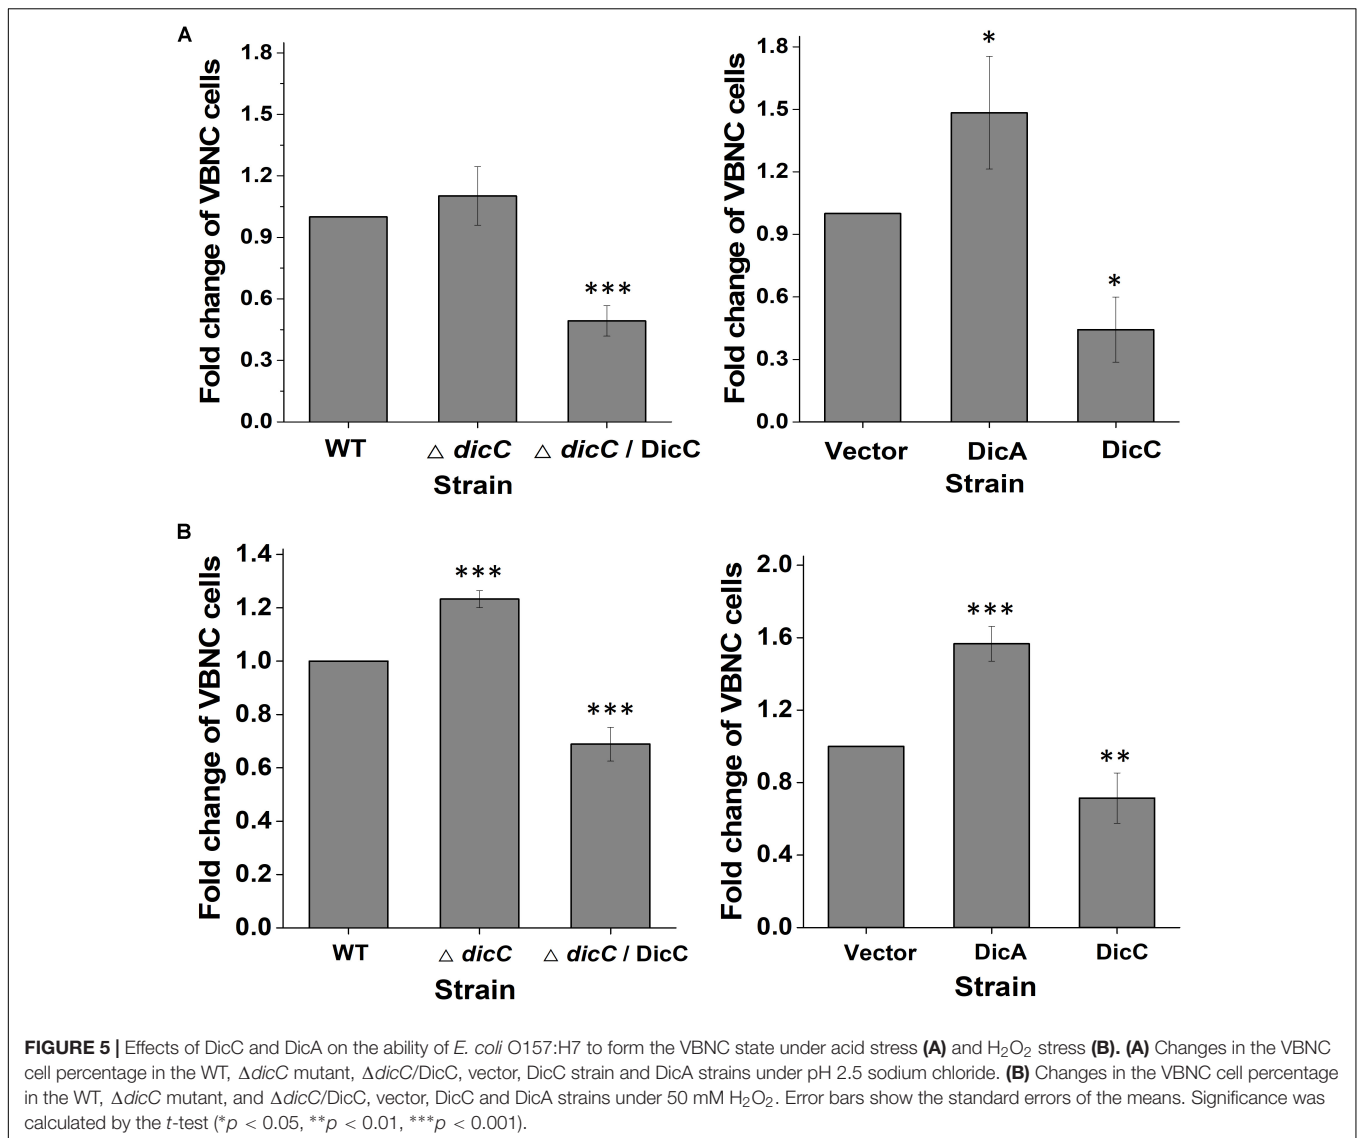 A
Fold change of VBNC cells
1.8
1.5
1.2
0.9
0.6
0.3
0.0
***
WT
△ dicC
△ dicC / DicC
Strain
Fold change of VBNC cells
1.8
1.5
1.2
0.9
0.6
0.3
0.0
*
*
Vector
DicA
DicC
Strain
B
Fold change of VBNC cells
1.4
1.2
1.0
0.8
0.6
0.4
0.2
0.0
***
***
WT
△ dicC
△ dicC / DicC
Strain
Fold change of VBNC cells
2.0
1.6
1.2
0.8
0.4
0.0
***
**
Vector
DicA
DicC
Strain
FIGURE 5 | Effects of DicC and DicA on the ability of E. coli O157:H7 to form the VBNC state under acid stress (A) and H₂O₂ stress (B). (A) Changes in the VBNC
cell percentage in the WT, ΔdicC mutant, ΔdicC/DicC, vector, DicC strain and DicA strains under pH 2.5 sodium chloride. (B) Changes in the VBNC cell percentage
in the WT, ΔdicC mutant, and ΔdicC/DicC, vector, DicC and DicA strains under 50 mM H₂O₂. Error bars show the standard errors of the means. Significance was
calculated by the t-test (*p < 0.05, **p < 0.01, ***p < 0.001).